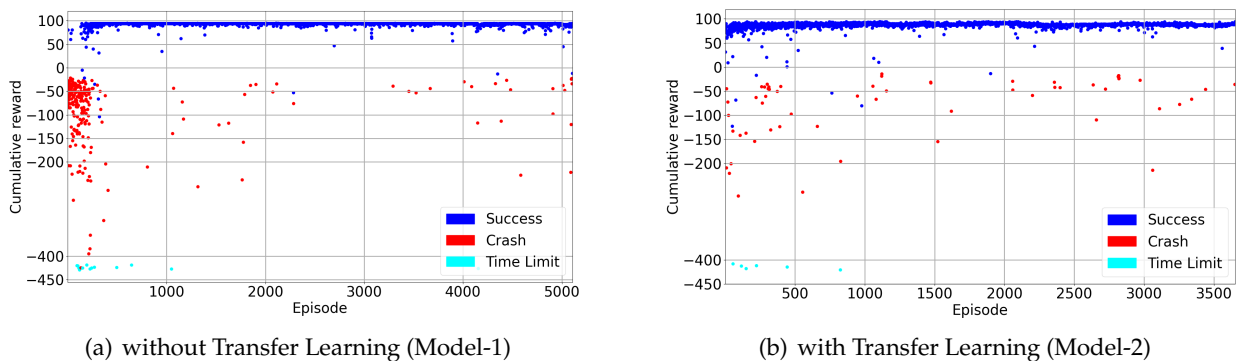 100
50
0
−50
−100
−150
−200
−400
−450
Cumulative reward
1000
2000
3000
4000
5000
Episode
Success
Crash
Time Limit
(a) without Transfer Learning (Model-1)
100
50
0
−50
−100
−150
−200
−400
−450
Cumulative reward
500
1000
1500
2000
2500
3000
3500
Episode
Success
Crash
Time Limit
(b) with Transfer Learning (Model-2)